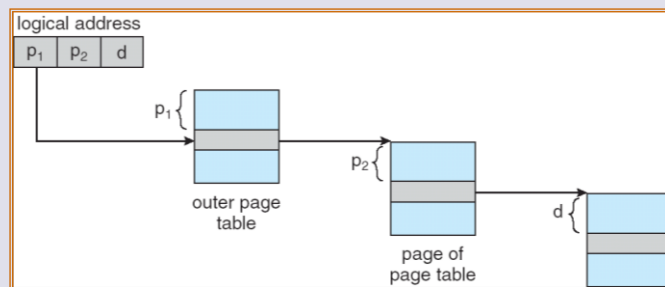 logical address
p1 p2 d
p1
outer page
table
p2
page of
page table
d